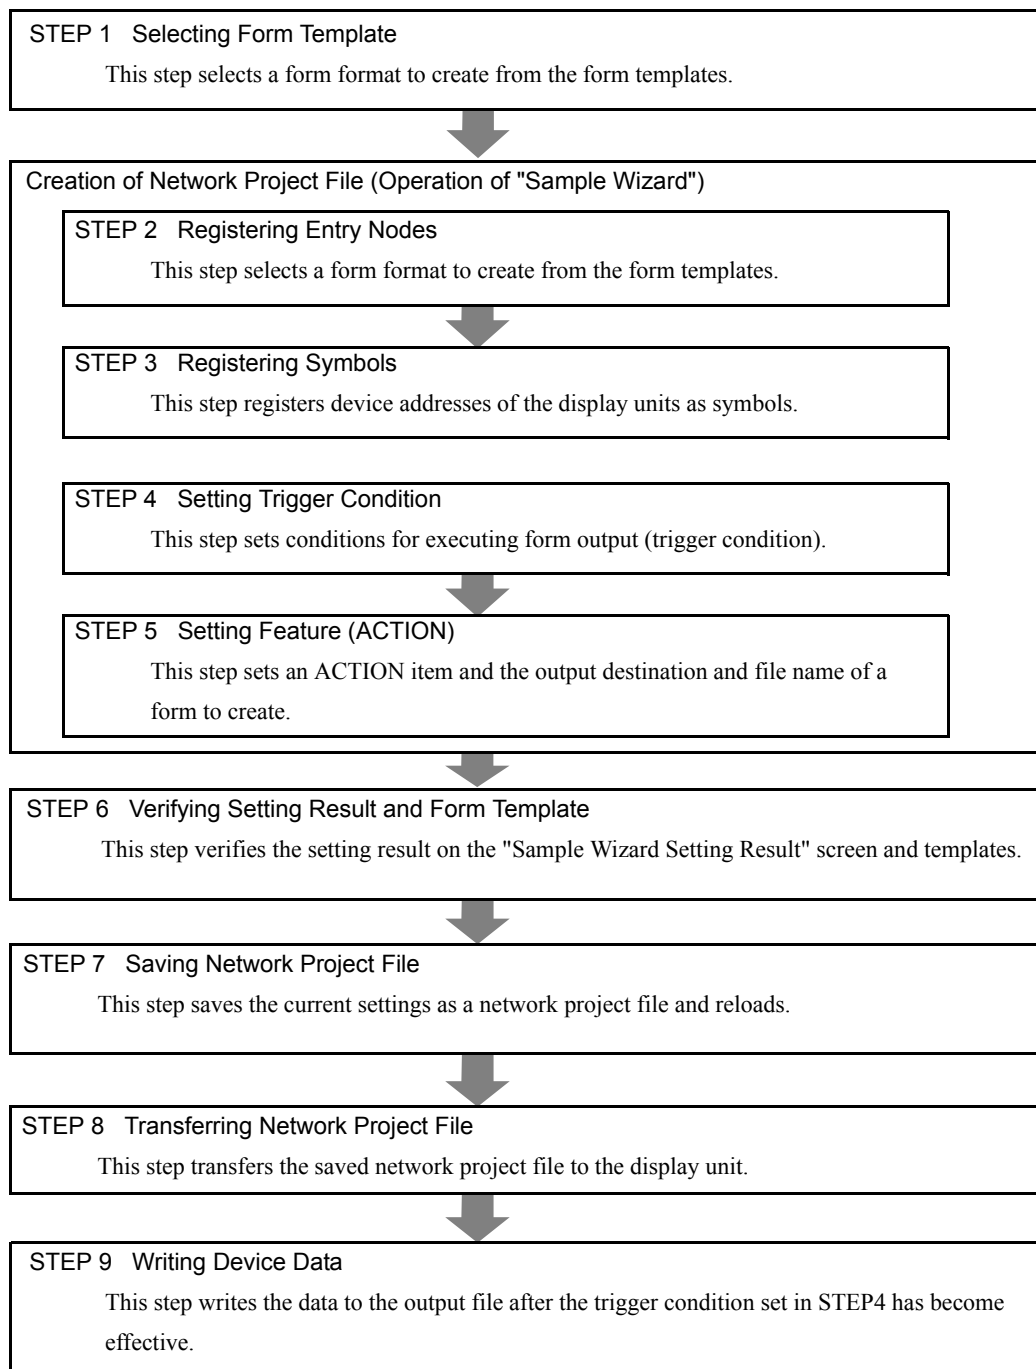 STEP 1 Selecting Form Template
This step selects a form format to create from the form templates.
Creation of Network Project File (Operation of "Sample Wizard")
STEP 2 Registering Entry Nodes
This step selects a form format to create from the form templates.
STEP 3 Registering Symbols
This step registers device addresses of the display units as symbols.
STEP 4 Setting Trigger Condition
This step sets conditions for executing form output (trigger condition).
STEP 5 Setting Feature (ACTION)
This step sets an ACTION item and the output destination and file name of a
form to create.
STEP 6 Verifying Setting Result and Form Template
This step verifies the setting result on the "Sample Wizard Setting Result" screen and templates.
STEP 7 Saving Network Project File
This step saves the current settings as a network project file and reloads.
STEP 8 Transferring Network Project File
This step transfers the saved network project file to the display unit.
STEP 9 Writing Device Data
This step writes the data to the output file after the trigger condition set in STEP4 has become
effective.